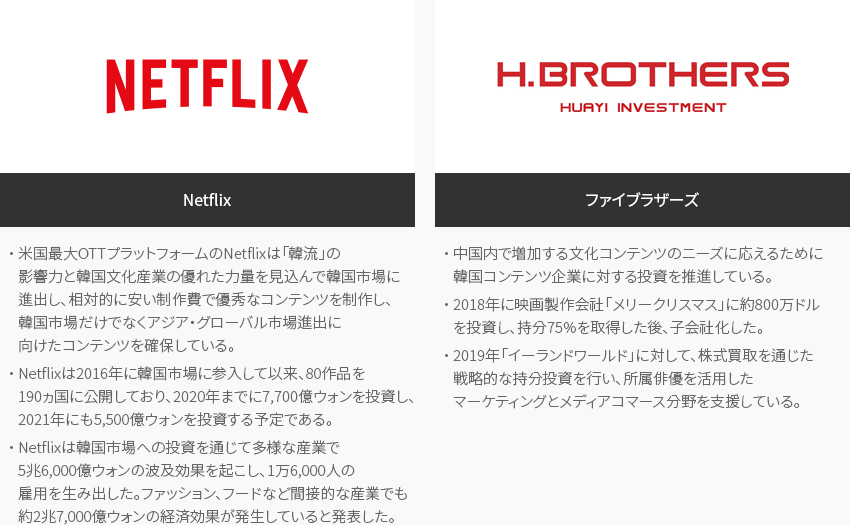 NETFLIX
Netflix
・米国最大OTTプラットフォームのNetflixは「韓流」の
影響力と韓国文化産業の優れた力量を見込んで韓国市場に
進出し、相対的に安い制作費で優秀なコンテンツを制作し、
韓国市場だけでなくアジア・グローバル市場進出に
向けたコンテンツを確保している。
・Netflixは2016年に韓国市場に参入して以来、80作品を
190ヵ国に公開しており、2020年までに7,700億ウォンを投資し、
2021年にも5,500億ウォンを投資する予定である。
・Netflixは韓国市場への投資を通じて多様な産業で
5兆6,000億ウォンの波及効果を起こし、1万6,000人の
雇用を生み出した。ファッション、フードなど間接的な産業でも
約2兆7,000億ウォンの経済効果が発生していると発表した。
H.BROTHERS
HUAYI INVESTMENT
ファイブラザーズ
・中国内で増加する文化コンテンツのニーズに応えるために
韓国コンテンツ企業に対する投資を推進している。
・2018年に映画製作会社「メリークリスマス」に約800万ドル
を投資し、持分75%を取得した後、子会社化した。
・2019年「イーランドワールド」に対して、株式買取を通じた
戦略的な持分投資を行い、所属俳優を活用した
マーケティングとメディアコマース分野を支援している。